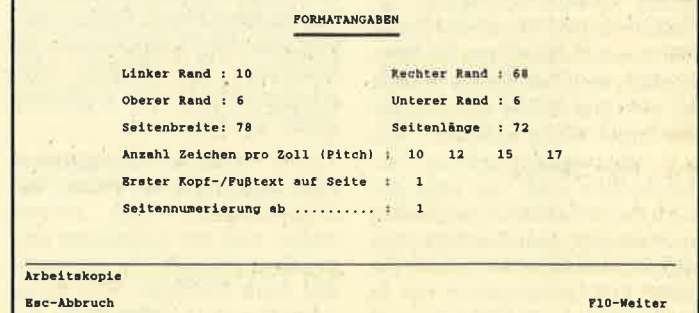 FORMATANGABEN
Linker Rand : 10 Rechter Rand : 68
Oberer Rand : 6 Unterer Rand : 6
Seitenbreite: 78 Seitenlänge : 72
Anzahl Zeichen pro Zoll (Pitch) : 10 12 15 17
Erster Kopf-/Fußtext auf Seite : 1
Seitennumerierung ab .......... : 1
Arbeitskopie
Esc-Abbruch F10-Weiter